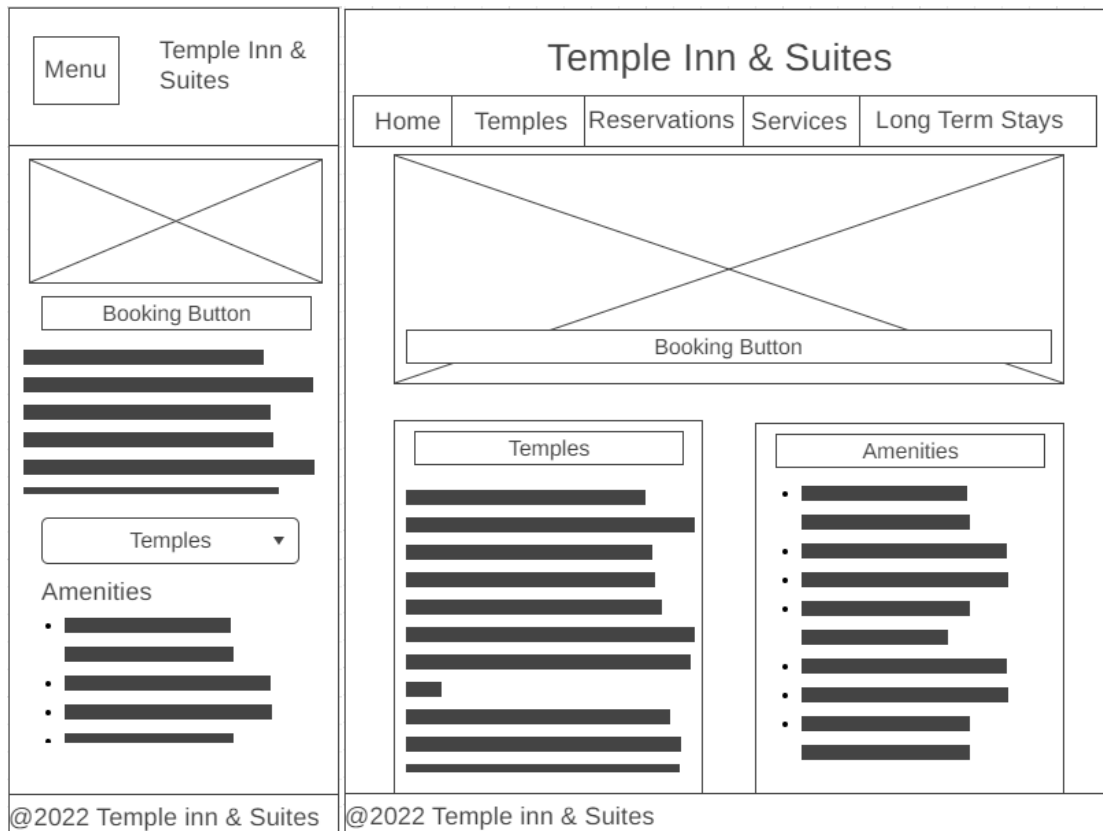 Menu
Temple Inn &
Suites
Booking Button
Temples
Amenities
@2022 Temple inn & Suites
Temple Inn & Suites
Home
Temples
Reservations
Services
Long Term Stays
Booking Button
Temples
Amenities
@2022 Temple inn & Suites